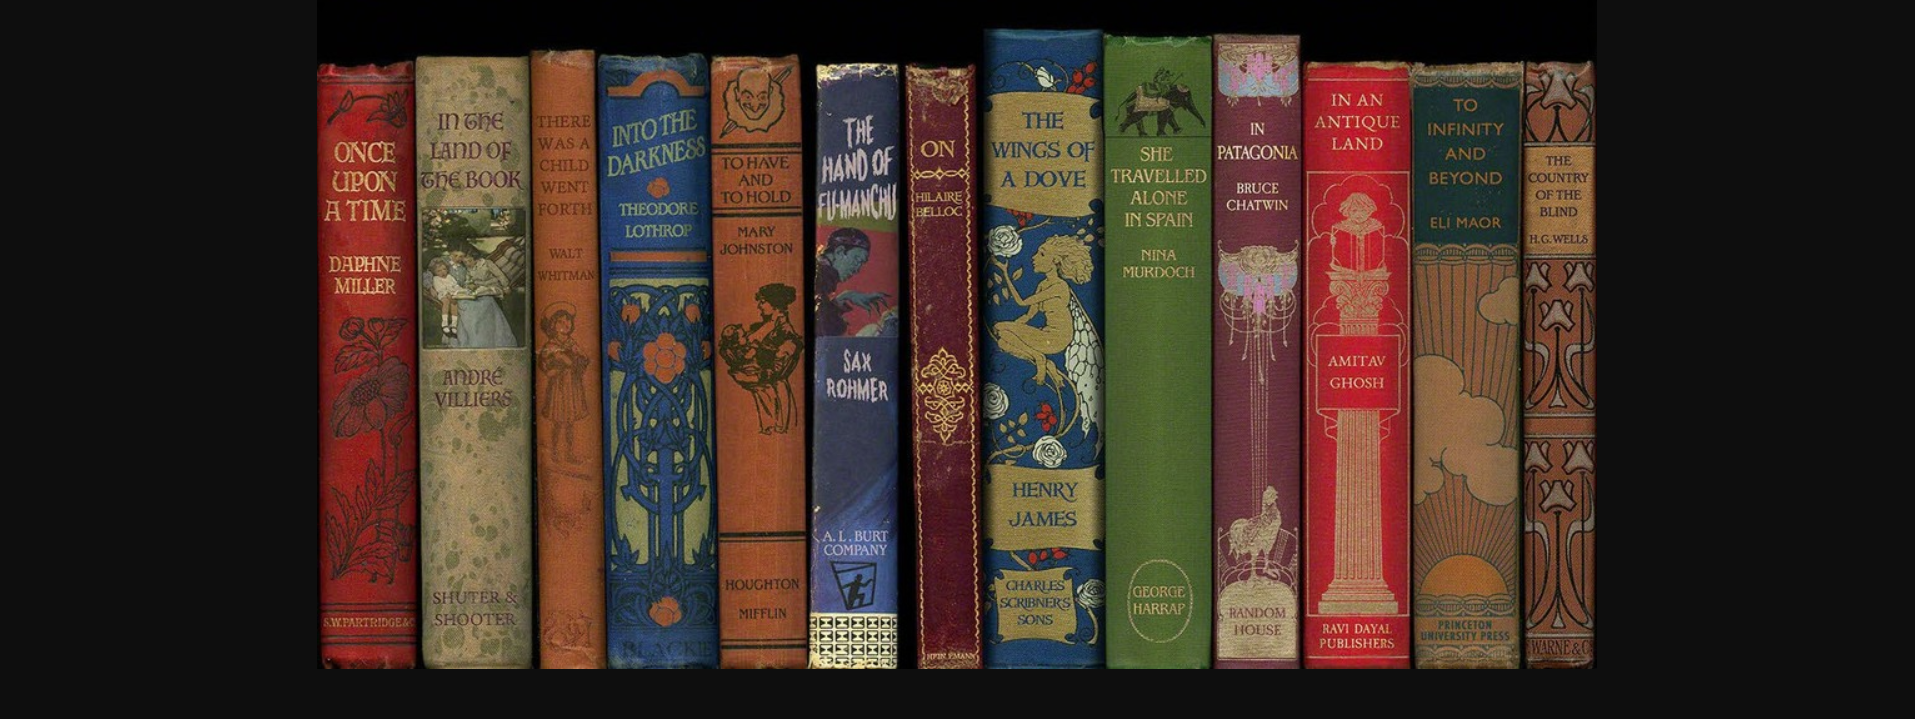 ONCE
UPON
A TIME
DAPHNE
MILLER
S.W. PARTRIDGE & C
IN THE
LAND OF
THE BOOK
ANDRÉ
VILLIERS
SHUTER &
SHOOTER
THERE
WAS A
CHILD
WENT
FORTH
WALT
WHITMAN
INTO THE
DARKNESS
THEODORE
LOTHROP
BLACKIE
TO HAVE
AND
TO HOLD
MARY
JOHNSTON
HOUGHTON
MIFFLIN
THE
HAND OF
FU-MANCHU
SAX
ROHMER
A. L. BURT
COMPANY
ON
HILAIRE
BELLOC
HEINEMANN
THE
WINGS OF
A DOVE
HENRY
JAMES
CHARLES
SCRIBNER'S
SONS
SHE
TRAVELLED
ALONE
IN SPAIN
NINA
MURDOCH
GEORGE
HARRAP
IN
PATAGONIA
BRUCE
CHATWIN
RANDOM
HOUSE
IN AN
ANTIQUE
LAND
AMITAV
GHOSH
RAVI DAYAL
PUBLISHERS
TO
INFINITY
AND
BEYOND
ELI MAOR
PRINCETON
UNIVERSITY PRESS
THE
COUNTRY
OF THE
BLIND
H. G. WELLS
WARNE & C